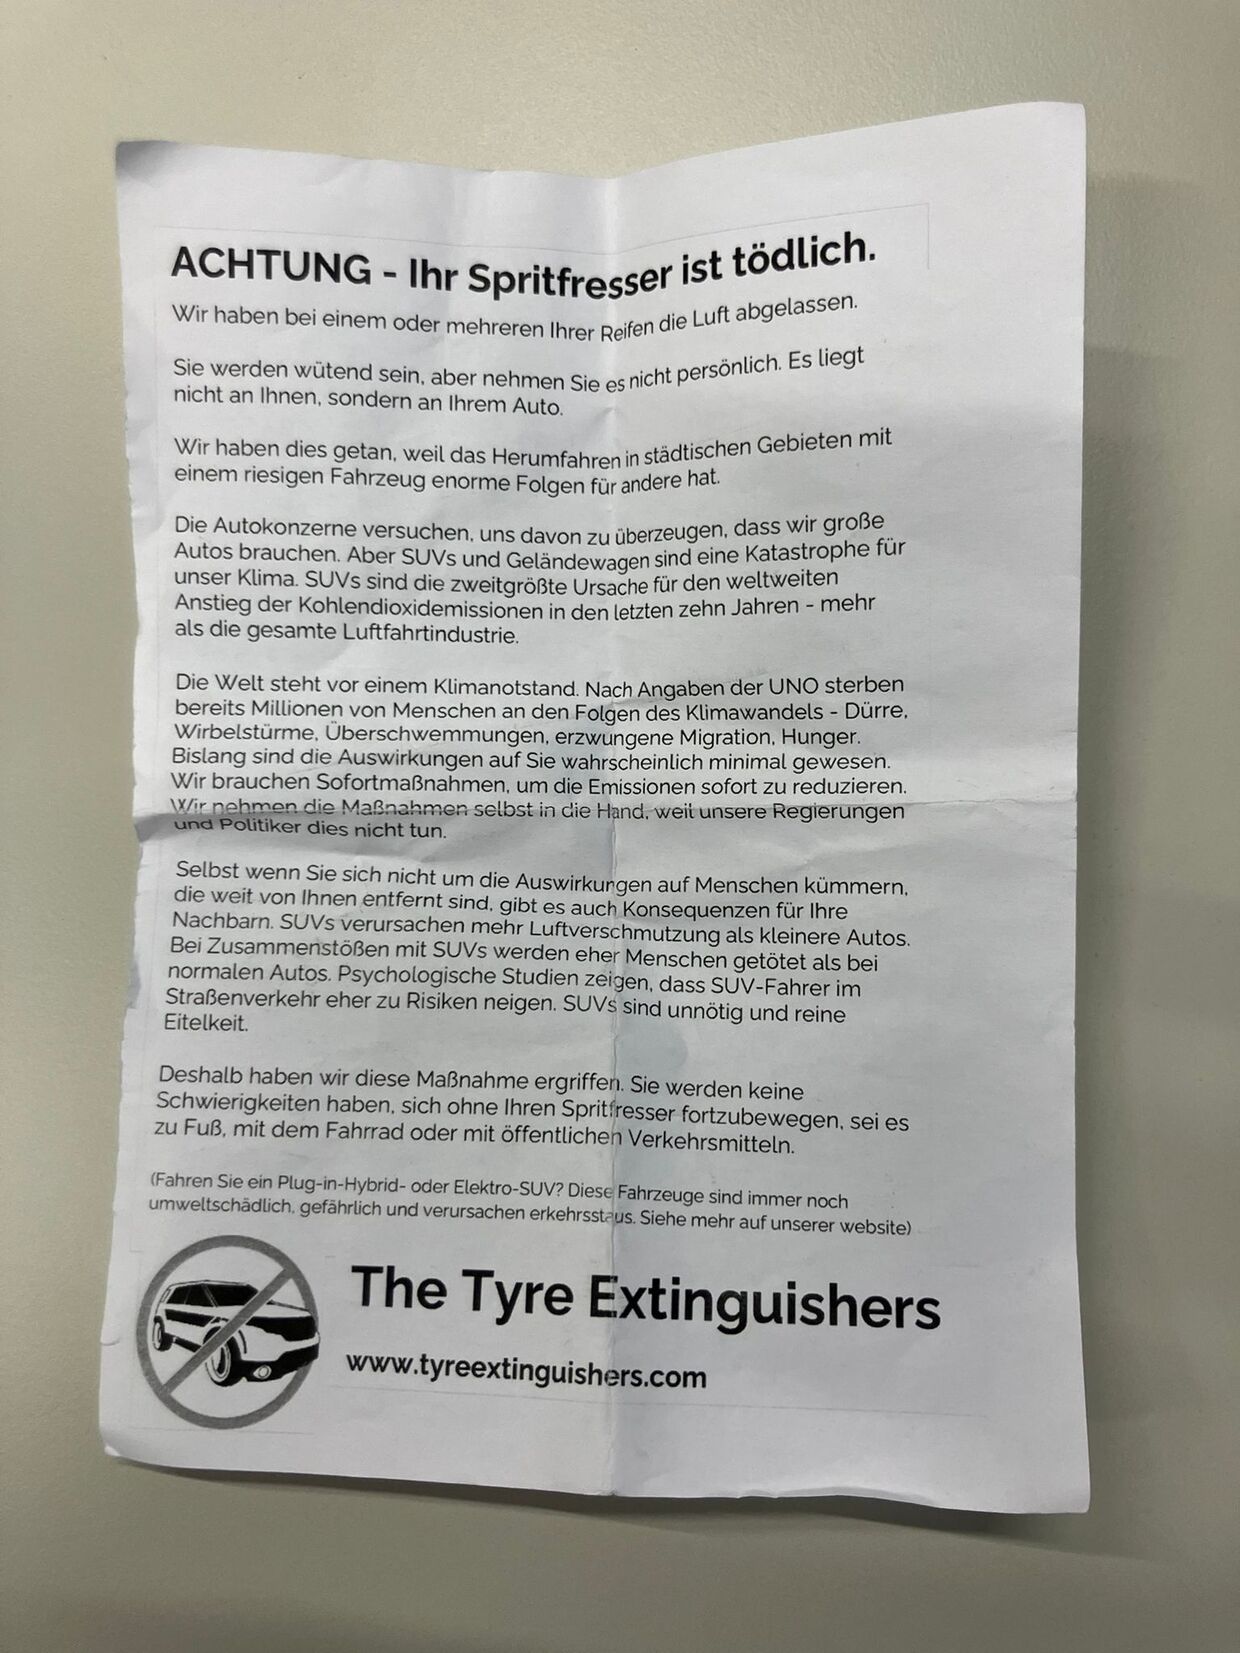 ACHTUNG - Ihr Spritfresser ist tödlich.
Wir haben bei einem oder mehreren Ihrer Reifen die Luft abgelassen.
Sie werden wütend sein, aber nehmen Sie es nicht persönlich. Es liegt
nicht an Ihnen, sondern an Ihrem Auto.
Wir haben dies getan, weil das Herumfahren in städtischen Gebieten mit
einem riesigen Fahrzeug enorme Folgen für andere hat.
Die Autokonzerne versuchen, uns davon zu überzeugen, dass wir große
Autos brauchen. Aber SUVs und Geländewagen sind eine Katastrophe für
unser Klima. SUVs sind die zweitgrößte Ursache für den weltweiten
Anstieg der Kohlendioxidemissionen in den letzten zehn Jahren - mehr
als die gesamte Luftfahrtindustrie.
Die Welt steht vor einem Klimanotstand. Nach Angaben der UNO sterben
bereits Millionen von Menschen an den Folgen des Klimawandels - Dürre,
Wirbelstürme, Überschwemmungen, erzwungene Migration, Hunger.
Bislang sind die Auswirkungen auf Sie wahrscheinlich minimal gewesen.
Wir brauchen Sofortmaßnahmen, um die Emissionen sofort zu reduzieren.
Wir nehmen die Maßnahmen selbst in die Hand, weil unsere Regierungen
und Politiker dies nicht tun.
Selbst wenn Sie sich nicht um die Auswirkungen auf Menschen kümmern,
die weit von Ihnen entfernt sind, gibt es auch Konsequenzen für Ihre
Nachbarn. SUVs verursachen mehr Luftverschmutzung als kleinere Autos.
Bei Zusammenstößen mit SUVs werden eher Menschen getötet als bei
normalen Autos. Psychologische Studien zeigen, dass SUV-Fahrer im
Straßenverkehr eher zu Risiken neigen. SUVs sind unnötig und reine
Eitelkeit.
Deshalb haben wir diese Maßnahme ergriffen. Sie werden keine
Schwierigkeiten haben, sich ohne Ihren Spritfresser fortzubewegen, sei es
zu Fuß, mit dem Fahrrad oder mit öffentlichen Verkehrsmitteln.
(Fahren Sie ein Plug-in-Hybrid- oder Elektro-SUV? Diese Fahrzeuge sind immer noch
umweltschädlich, gefährlich und verursachen erkehrsstaus. Siehe mehr auf unserer website)
The Tyre Extinguishers
www.tyreextinguishers.com